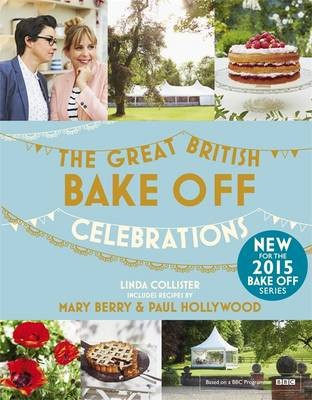 THE GREAT BRITISH
BAKE OFF
CELEBRATIONS
LINDA COLLISTER
INCLUDES RECIPES BY
MARY BERRY & PAUL HOLLYWOOD
NEW
FOR THE
2015
BAKE OFF
SERIES
Based on a BBC Programme
BBC